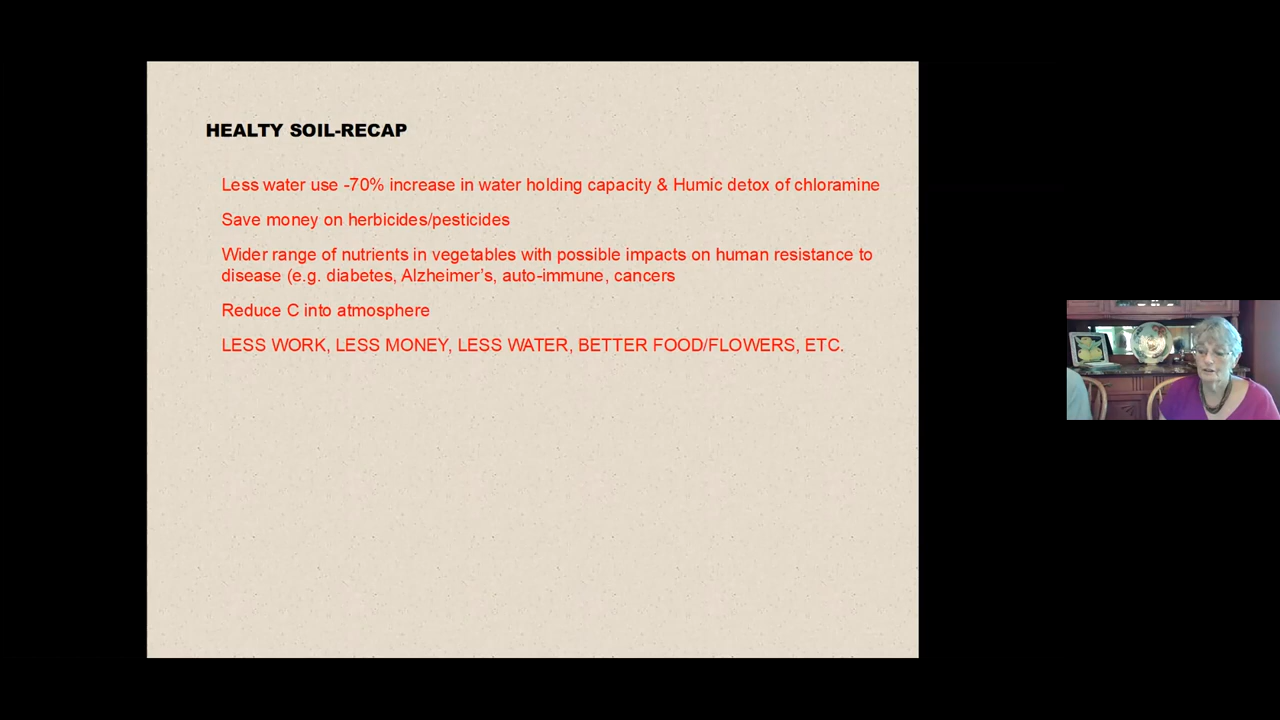 HEALTY SOIL-RECAP
Less water use -70% increase in water holding capacity & Humic detox of chloramine
Save money on herbicides/pesticides
Wider range of nutrients in vegetables with possible impacts on human resistance to
disease (e.g. diabetes, Alzheimer’s, auto-immune, cancers
Reduce C into atmosphere
LESS WORK, LESS MONEY, LESS WATER, BETTER FOOD/FLOWERS, ETC.